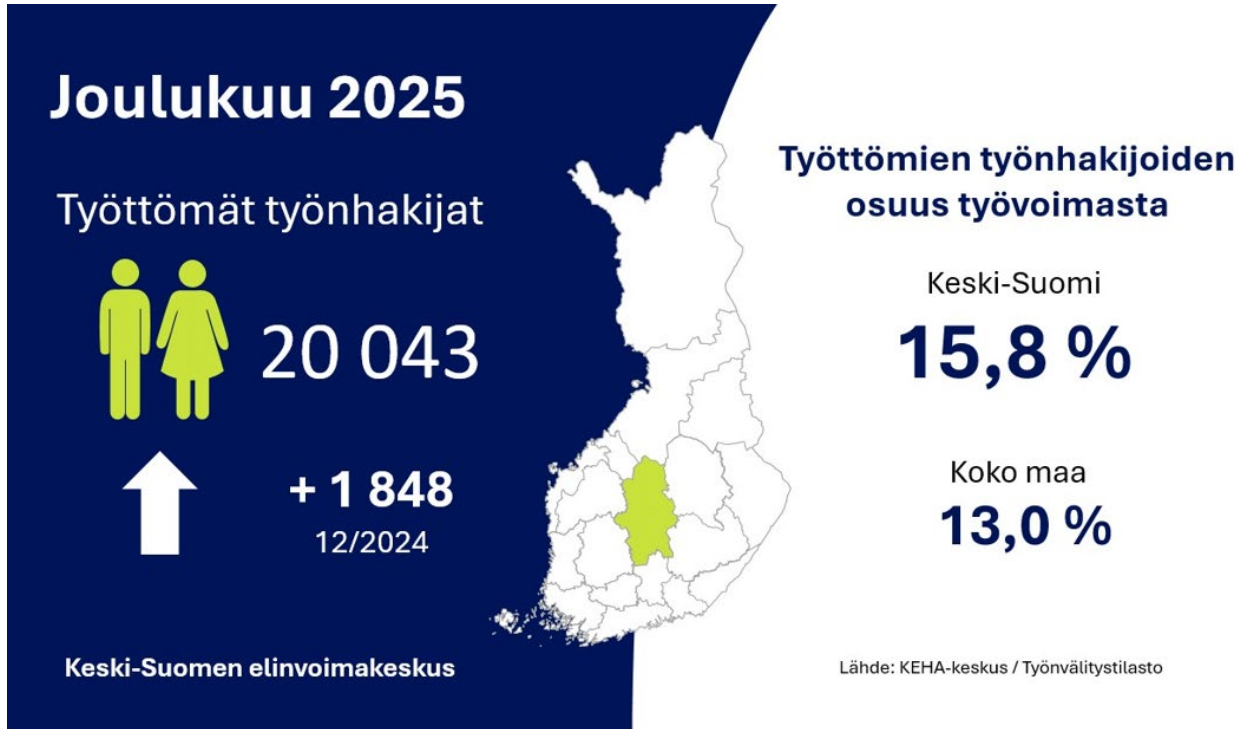 Joulukuu 2025
Työttömät työnhakijat
20 043
+ 1 848
12/2024
Keski-Suomen elinvoimakeskus
Työttömien työnhakijoiden
osuus työvoimasta
Keski-Suomi
15,8 %
Koko maa
13,0 %
Lähde: KEHA-keskus / Työnvälitystilasto